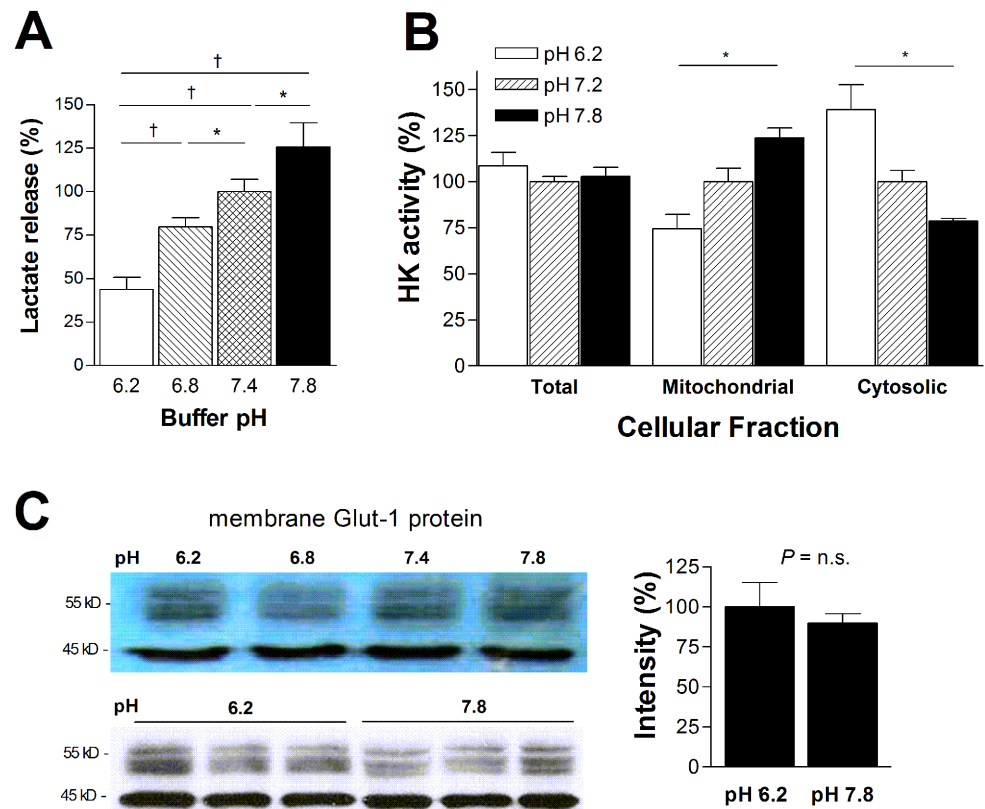 A
†
†
*
†
*
150
125
100
75
50
25
0
Lactate release (%)
6.2 6.8 7.4 7.8
Buffer pH
B
pH 6.2
pH 7.2
pH 7.8
*
*
150
125
100
75
50
25
0
HK activity (%)
Total Mitochondrial Cytosolic
Cellular Fraction
C
membrane Glut-1 protein
pH 6.2 6.8 7.4 7.8
55 kD -
45 kD -
pH 6.2 7.8
55 kD -
45 kD -
P = n.s.
125
100
75
50
25
0
Intensity (%)
pH 6.2 pH 7.8